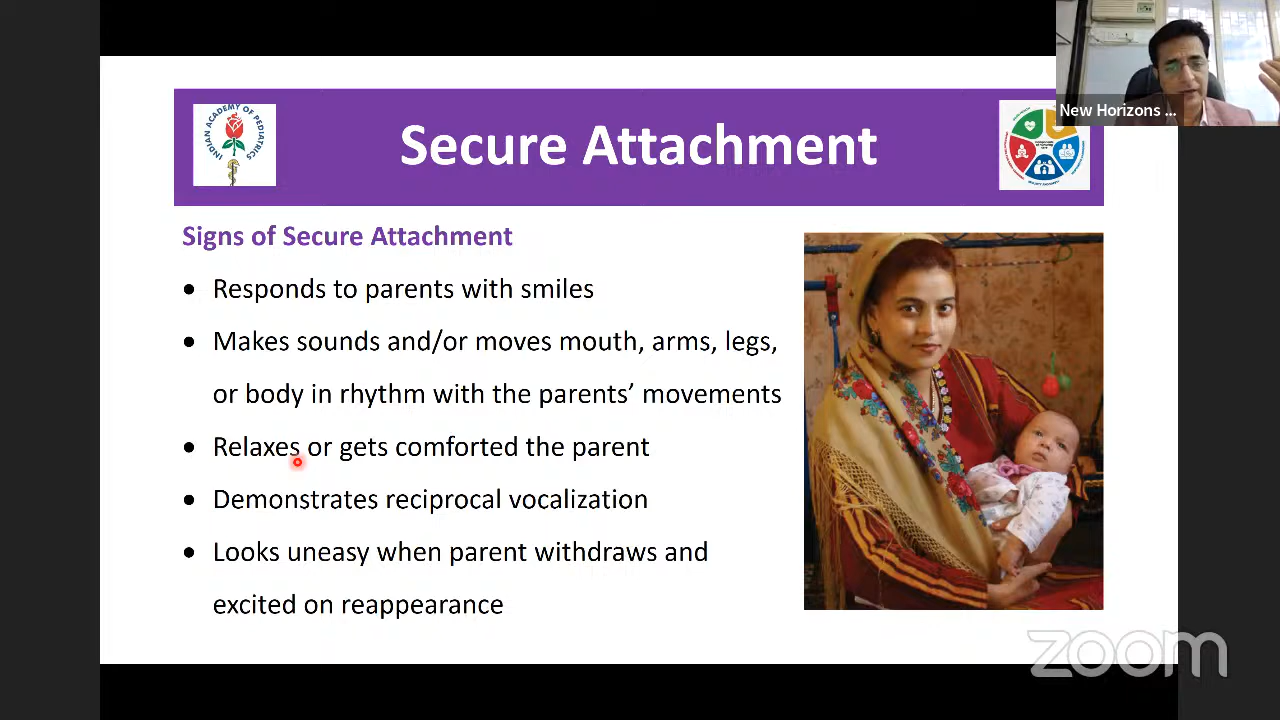 New Horizons ...
INDIAN ACADEMY OF PEDIATRICS
Secure Attachment
Signs of Secure Attachment
• Responds to parents with smiles
• Makes sounds and/or moves mouth, arms, legs,
or body in rhythm with the parents’ movements
• Relaxes or gets comforted the parent
• Demonstrates reciprocal vocalization
• Looks uneasy when parent withdraws and
excited on reappearance
zoom